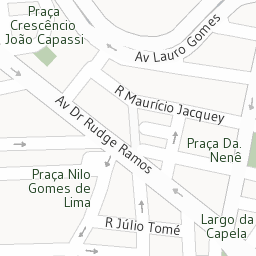 Praça
Crescêncio
João Capassi
Av Lauro Gomes
R Maurício Jacquey
Av Dr Rudge Ramos
Praça Da.
Nenê
Praça Nilo
Gomes de
Lima
Largo da
Capela
R Júlio Tomé